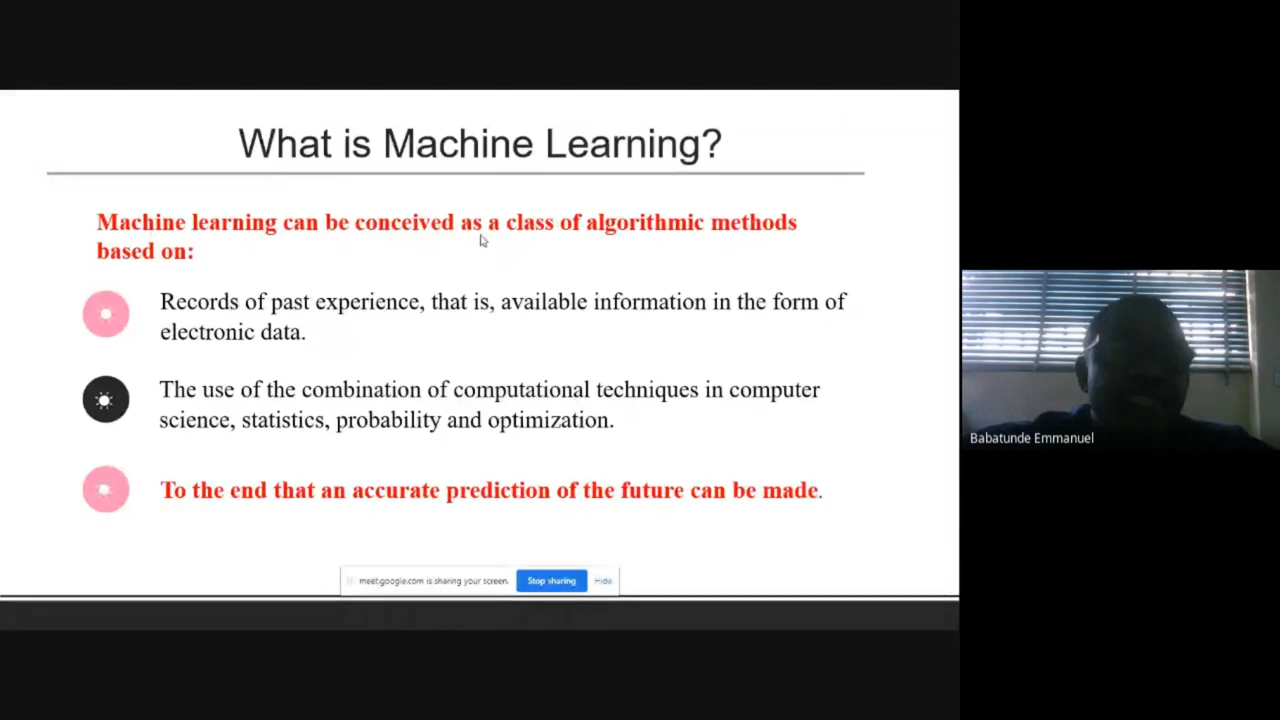 What is Machine Learning?
Machine learning can be conceived as a class of algorithmic methods
based on:
Records of past experience, that is, available information in the form of
electronic data.
The use of the combination of computational techniques in computer
science, statistics, probability and optimization.
To the end that an accurate prediction of the future can be made.
meet.google.com is sharing your screen.
Stop sharing
Hide
Babatunde Emmanuel